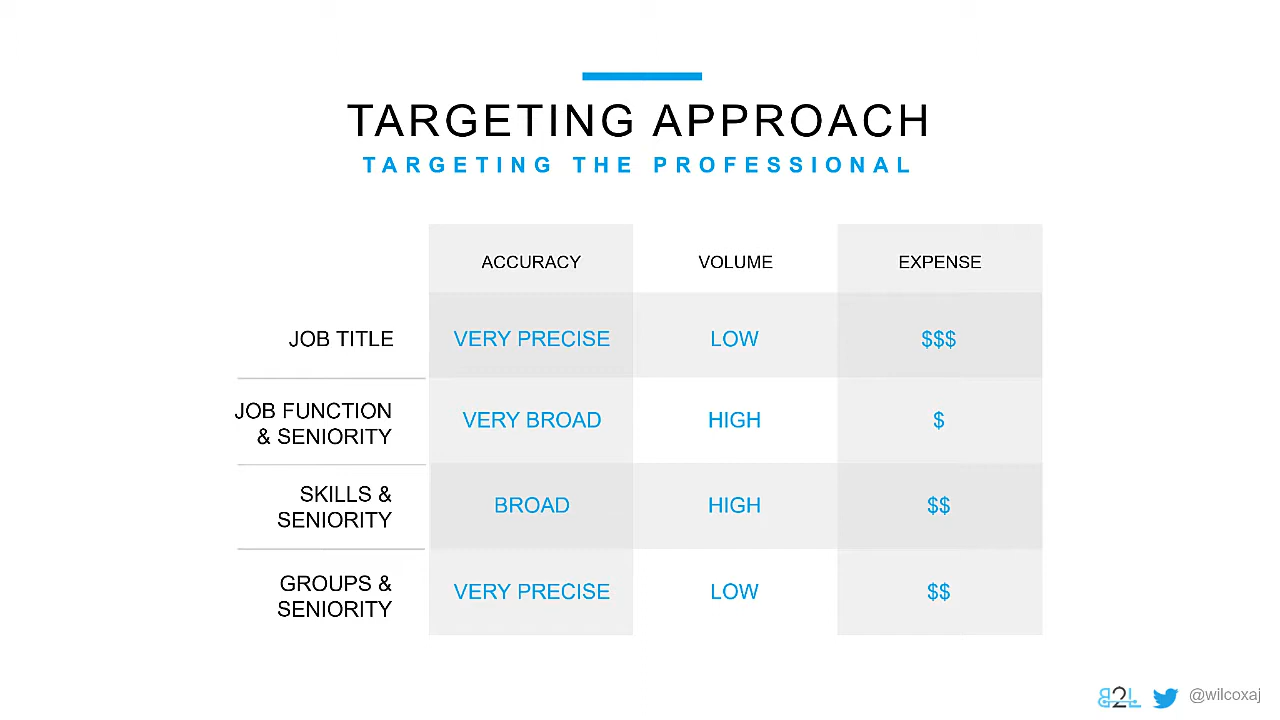 TARGETING APPROACH
TARGETING THE PROFESSIONAL
ACCURACY VOLUME EXPENSE
JOB TITLE VERY PRECISE LOW $$$
JOB FUNCTION
& SENIORITY VERY BROAD HIGH $
SKILLS &
SENIORITY BROAD HIGH $$
GROUPS &
SENIORITY VERY PRECISE LOW $$
B2L @wilcoxaj